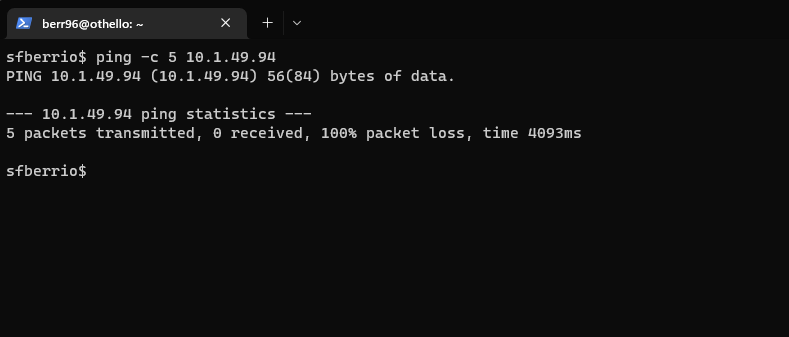 berr96@othello: ~
sfberrio$ ping -c 5 10.1.49.94
PING 10.1.49.94 (10.1.49.94) 56(84) bytes of data.
--- 10.1.49.94 ping statistics ---
5 packets transmitted, 0 received, 100% packet loss, time 4093ms
sfberrio$